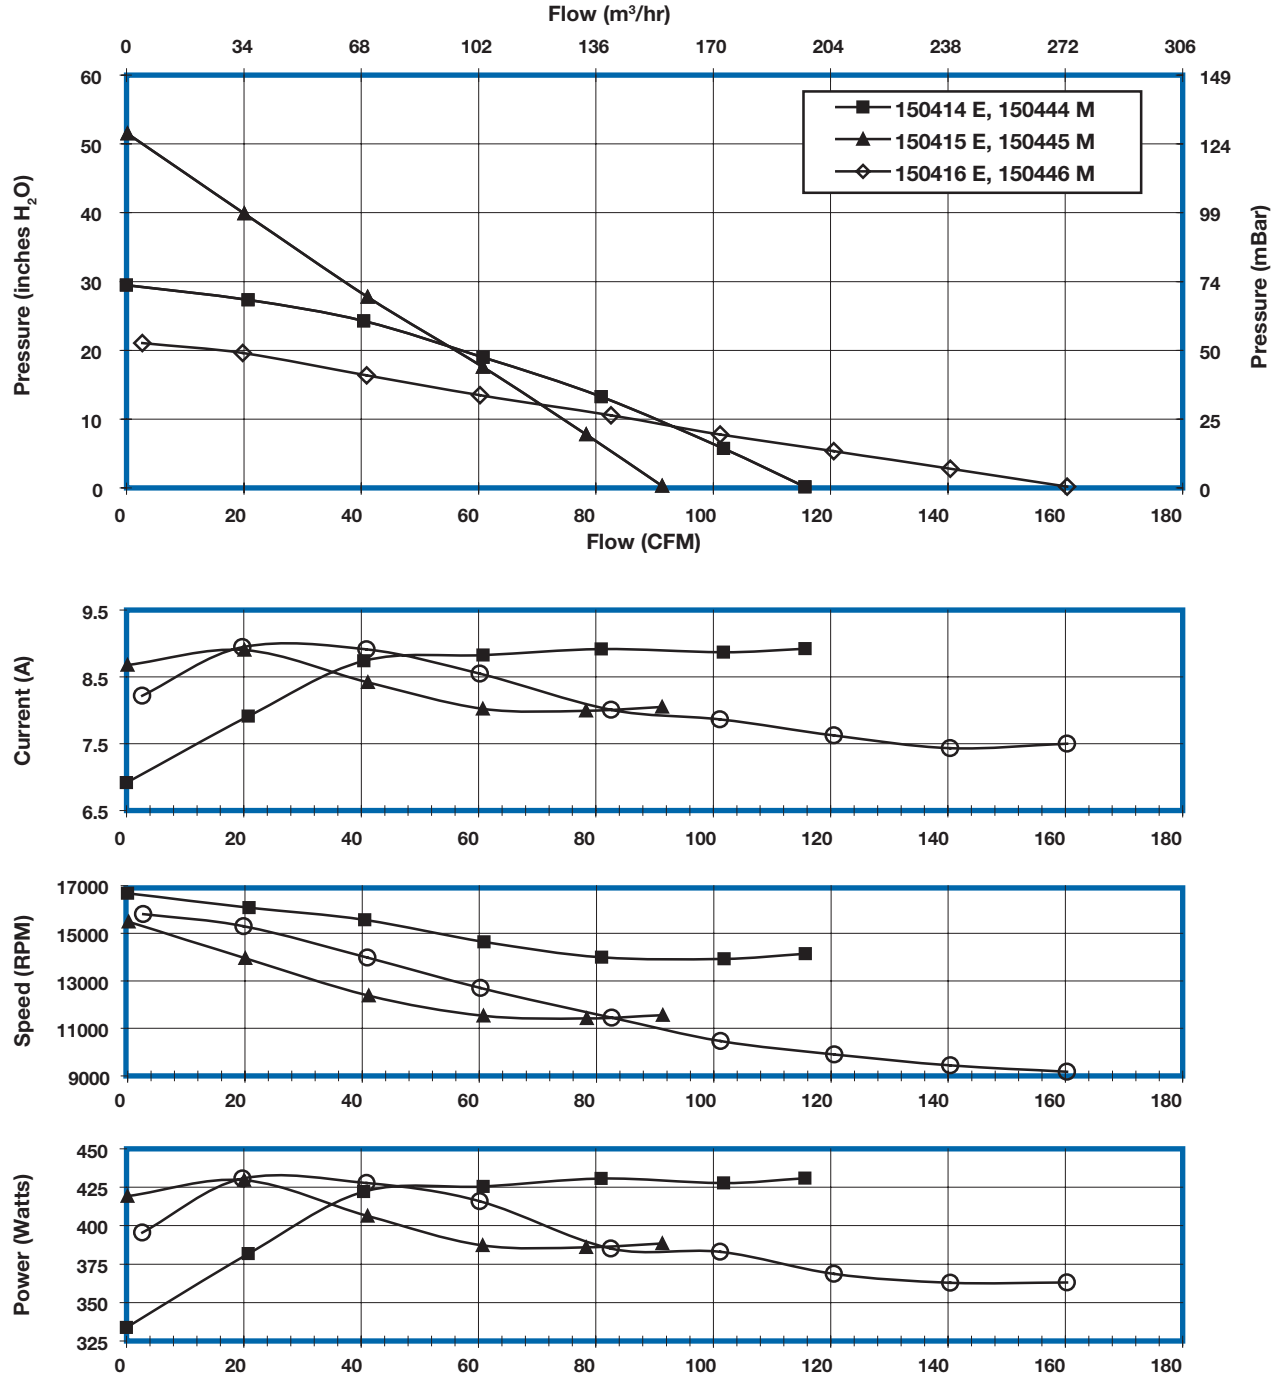 Flow (m³/hr)
0 34 68 102 136 170 204 238 272 306
60 149
150414 E, 150444 M
150415 E, 150445 M
150416 E, 150446 M
50 124
40 99
30 74
20 50
10 25
0 0
Pressure (inches H₂O)
Pressure (mBar)
0 20 40 60 80 100 120 140 160 180
Flow (CFM)
Current (A)
9.5
8.5
7.5
6.5
0 20 40 60 80 100 120 140 160 180
Speed (RPM)
17000
15000
13000
11000
9000
0 20 40 60 80 100 120 140 160 180
Power (Watts)
450
425
400
375
350
325
0 20 40 60 80 100 120 140 160 180